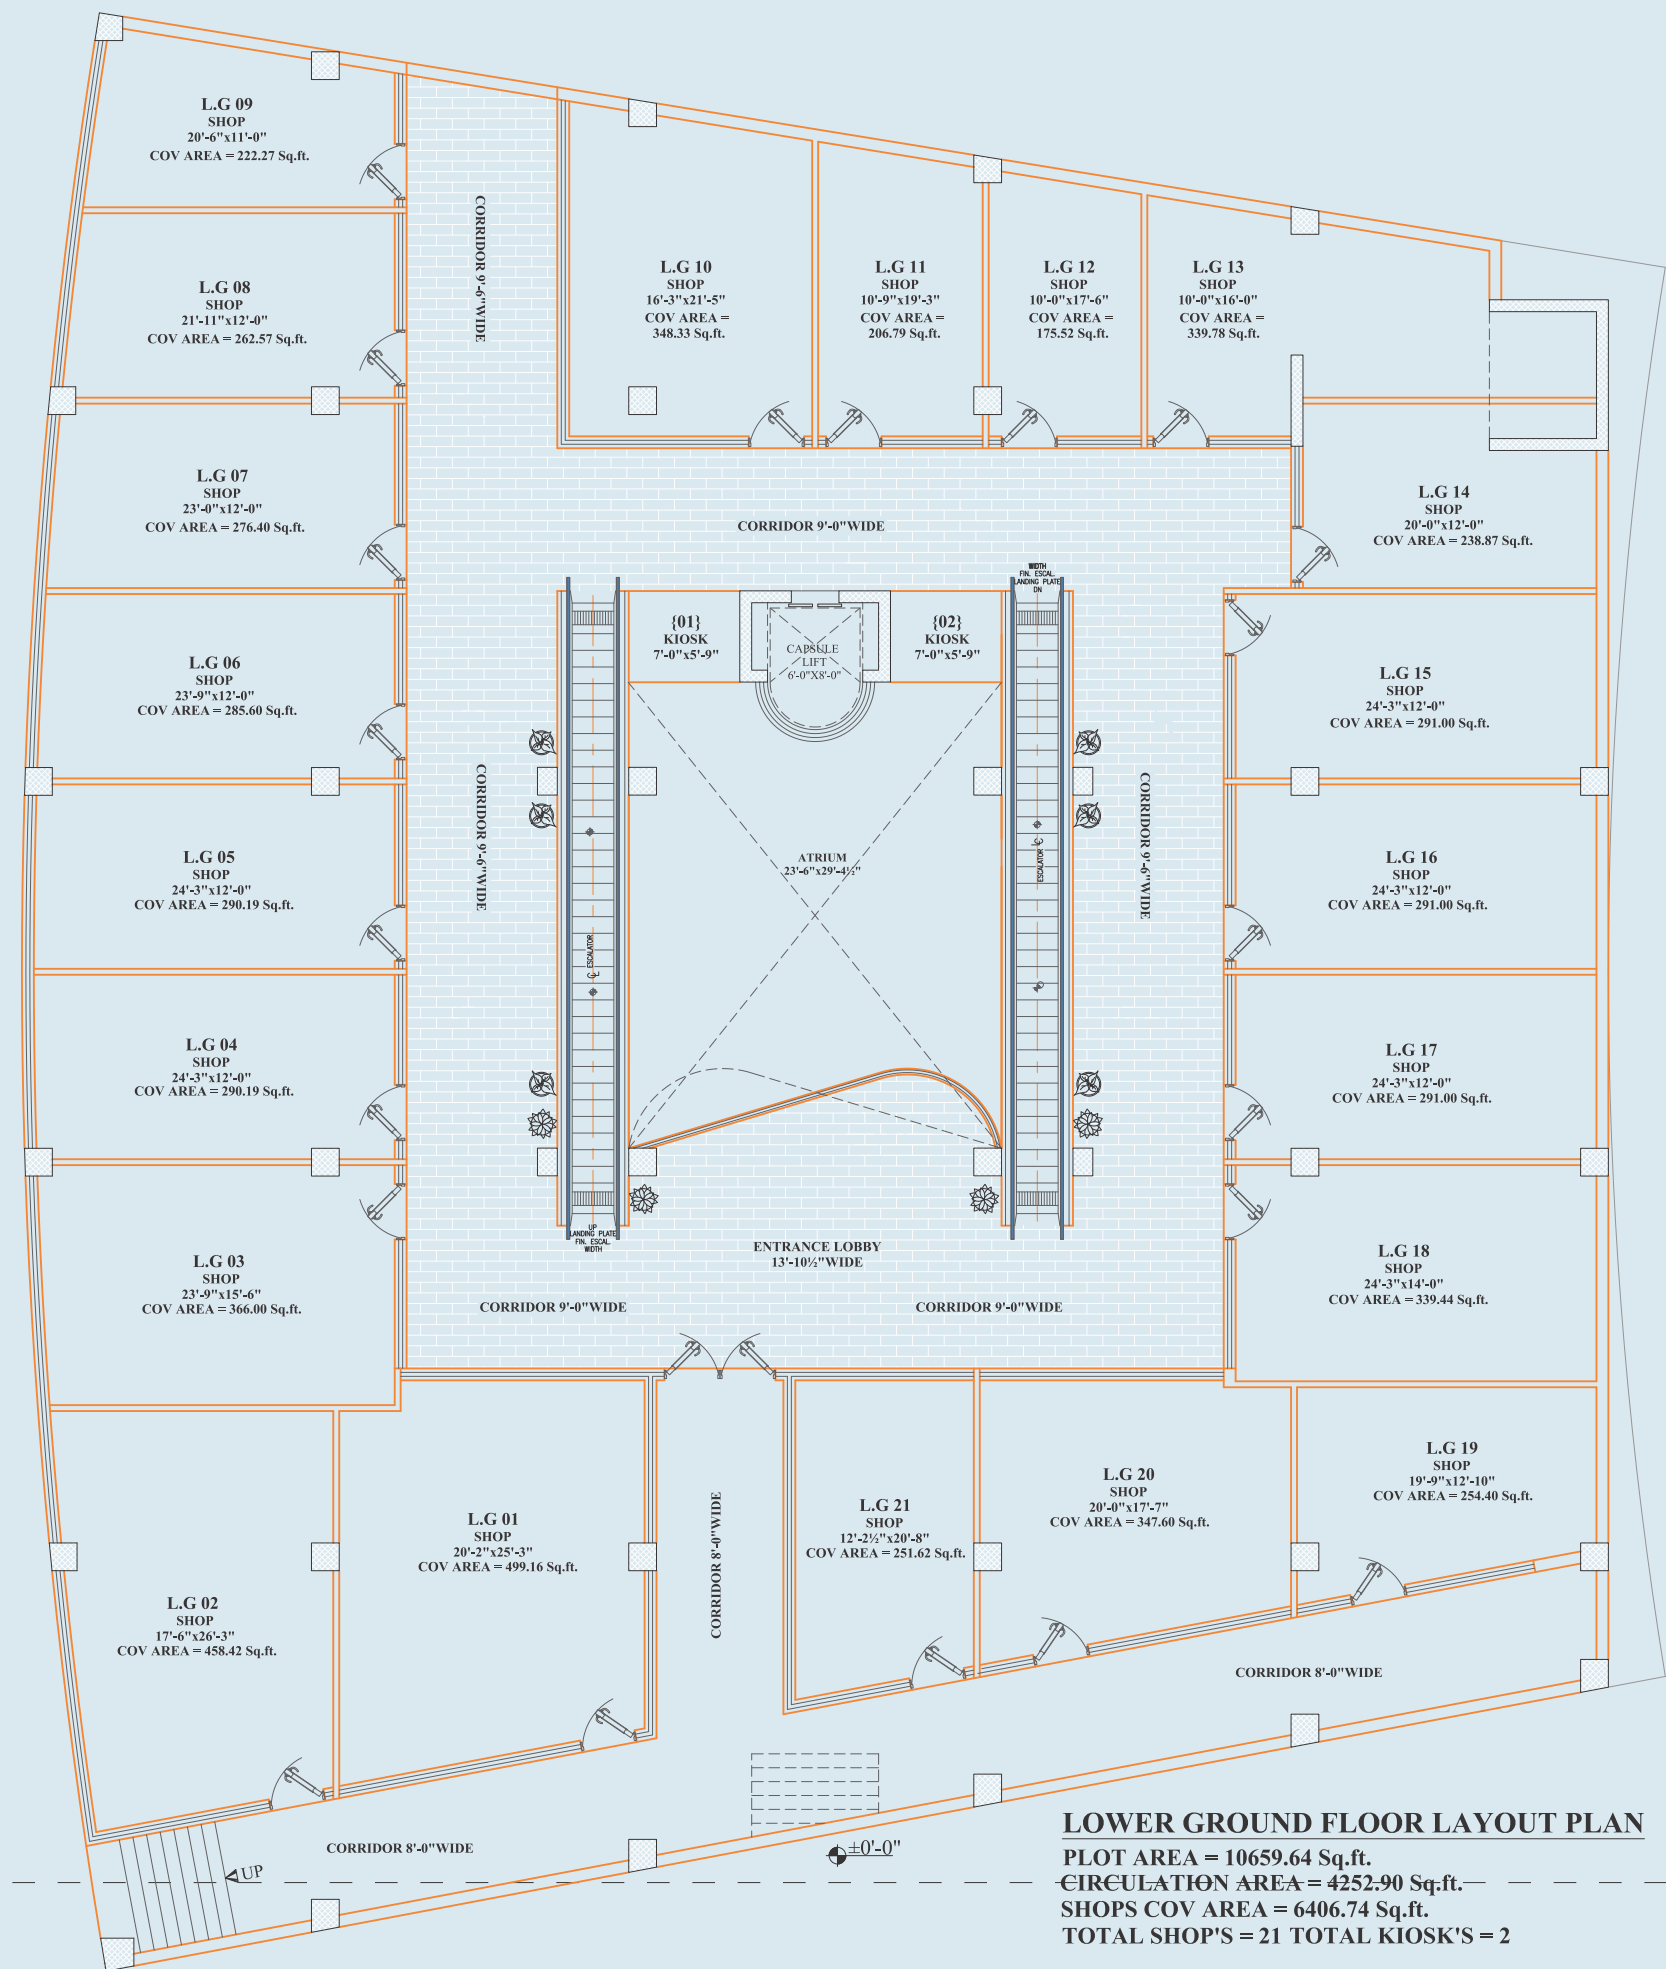 L.G 09
SHOP
20'-6"x11'-0"
COV AREA = 222.27 Sq.ft.
L.G 08
SHOP
21'-11"x12'-0"
COV AREA = 262.57 Sq.ft.
L.G 07
SHOP
23'-0"x12'-0"
COV AREA = 276.40 Sq.ft.
L.G 06
SHOP
23'-9"x12'-0"
COV AREA = 285.60 Sq.ft.
L.G 05
SHOP
24'-3"x12'-0"
COV AREA = 290.19 Sq.ft.
L.G 04
SHOP
24'-3"x12'-0"
COV AREA = 290.19 Sq.ft.
L.G 03
SHOP
23'-9"x15'-6"
COV AREA = 366.00 Sq.ft.
L.G 02
SHOP
17'-6"x26'-3"
COV AREA = 458.42 Sq.ft.
L.G 01
SHOP
20'-2"x25'-3"
COV AREA = 499.16 Sq.ft.
CORRIDOR 9'-6"WIDE
CORRIDOR 9'-6"WIDE
L.G 10
SHOP
16'-3"x21'-5"
COV AREA =
348.33 Sq.ft.
L.G 11
SHOP
10'-9"x19'-3"
COV AREA =
206.79 Sq.ft.
L.G 12
SHOP
10'-0"x17'-6"
COV AREA =
175.52 Sq.ft.
L.G 13
SHOP
10'-0"x16'-0"
COV AREA =
339.78 Sq.ft.
CORRIDOR 9'-0"WIDE
L.G 14
SHOP
20'-0"x12'-0"
COV AREA = 238.87 Sq.ft.
{01}
KIOSK
7'-0"x5'-9"
CAPSULE
LIFT
6'-0"X8'-0"
{02}
KIOSK
7'-0"x5'-9"
WIDTH
FIN. ESCAL.
LANDING PLATE
DN
ATRIUM
23'-6"x29'-4½"
ESCALATOR
ESCALATOR
UP
LANDING PLATE
FIN. ESCAL.
WIDTH
CORRIDOR 9'-6"WIDE
L.G 15
SHOP
24'-3"x12'-0"
COV AREA = 291.00 Sq.ft.
L.G 16
SHOP
24'-3"x12'-0"
COV AREA = 291.00 Sq.ft.
L.G 17
SHOP
24'-3"x12'-0"
COV AREA = 291.00 Sq.ft.
L.G 18
SHOP
24'-3"x14'-0"
COV AREA = 339.44 Sq.ft.
ENTRANCE LOBBY
13'-10½"WIDE
CORRIDOR 9'-0"WIDE
CORRIDOR 9'-0"WIDE
L.G 19
SHOP
19'-9"x12'-10"
COV AREA = 254.40 Sq.ft.
L.G 20
SHOP
20'-0"x17'-7"
COV AREA = 347.60 Sq.ft.
L.G 21
SHOP
12'-2½"x20'-8"
COV AREA = 251.62 Sq.ft.
CORRIDOR 8'-0"WIDE
CORRIDOR 8'-0"WIDE
CORRIDOR 8'-0"WIDE
UP
±0'-0"
LOWER GROUND FLOOR LAYOUT PLAN
PLOT AREA = 10659.64 Sq.ft.
CIRCULATION AREA = 4252.90 Sq.ft.
SHOPS COV AREA = 6406.74 Sq.ft.
TOTAL SHOP'S = 21 TOTAL KIOSK'S = 2